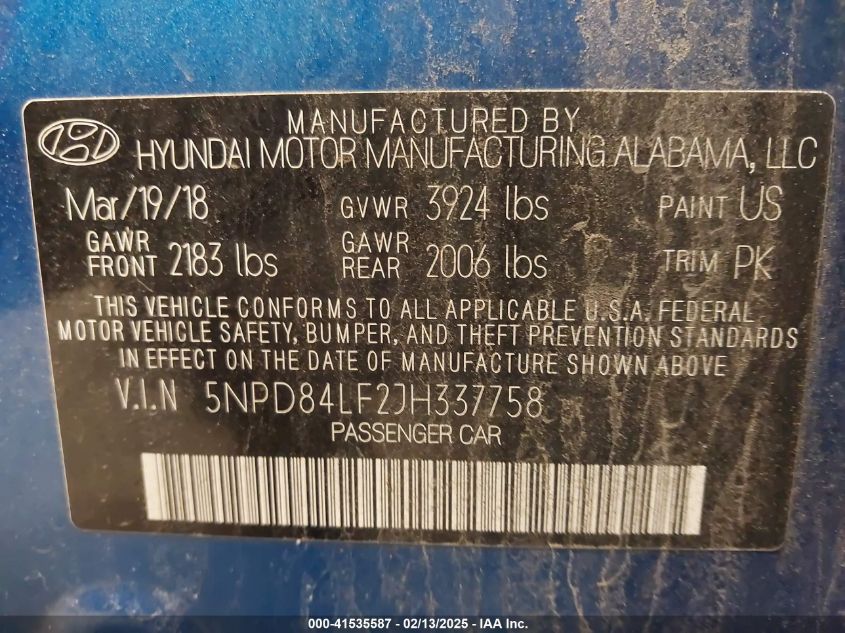 MANUFACTURED BY
HYUNDAI MOTOR MANUFACTURING ALABAMA, LLC
Mar/19/18 GVWR 3924 lbs PAINT US
GAWR FRONT 2183 lbs GAWR REAR 2006 lbs TRIM PK
THIS VEHICLE CONFORMS TO ALL APPLICABLE U.S.A. FEDERAL
MOTOR VEHICLE SAFETY, BUMPER, AND THEFT PREVENTION STANDARDS
IN EFFECT ON THE DATE OF MANUFACTURE SHOWN ABOVE
V.I.N 5NPD84LF2JH337758
PASSENGER CAR
000-41535587 - 02/13/2025 - IAA Inc.